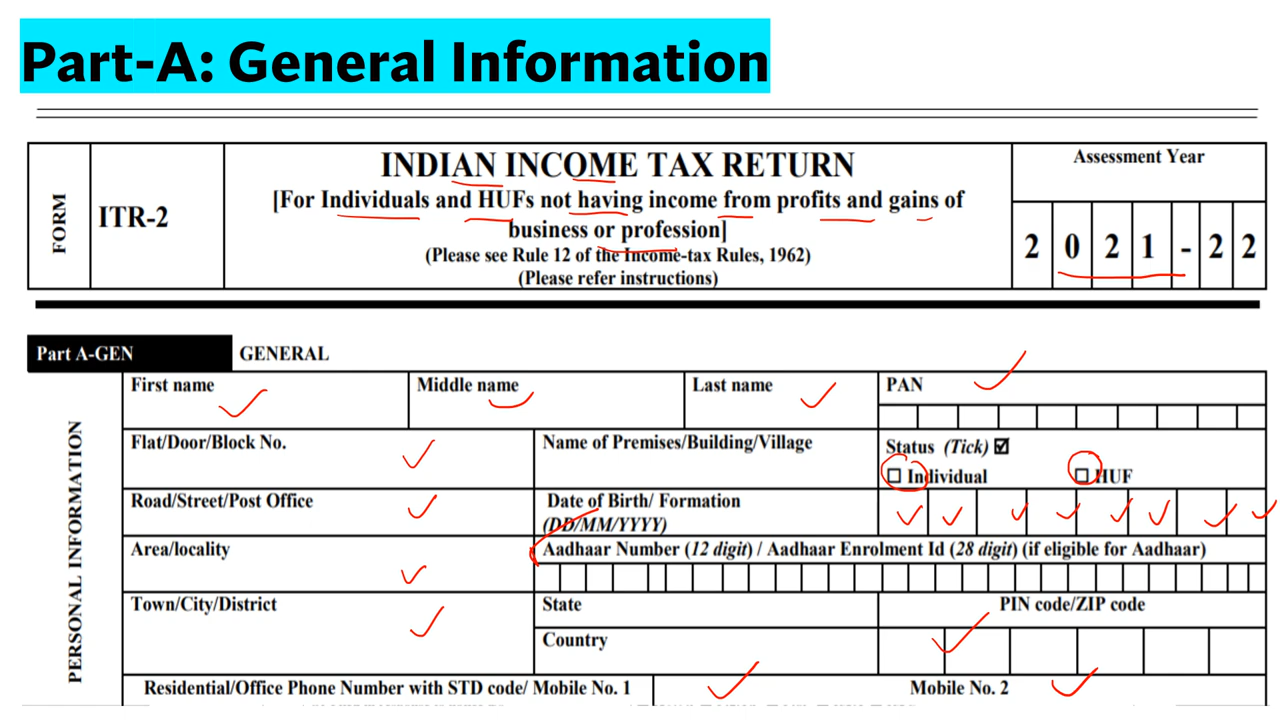 Part-A: General Information
FORM
ITR-2
INDIAN INCOME TAX RETURN
[For Individuals and HUFs not having income from profits and gains of
business or profession]
(Please see Rule 12 of the Income-tax Rules, 1962)
(Please refer instructions)
Assessment Year
2 0 2 1 - 2 2
Part A-GEN GENERAL
PERSONAL INFORMATION
First name Middle name Last name PAN
Flat/Door/Block No. Name of Premises/Building/Village Status (Tick) ☑
☐ Individual ☐ HUF
Road/Street/Post Office Date of Birth/ Formation
(DD/MM/YYYY)
Area/locality Aadhaar Number (12 digit) / Aadhaar Enrolment Id (28 digit) (if eligible for Aadhaar)
Town/City/District State PIN code/ZIP code
Country
Residential/Office Phone Number with STD code/ Mobile No. 1 Mobile No. 2